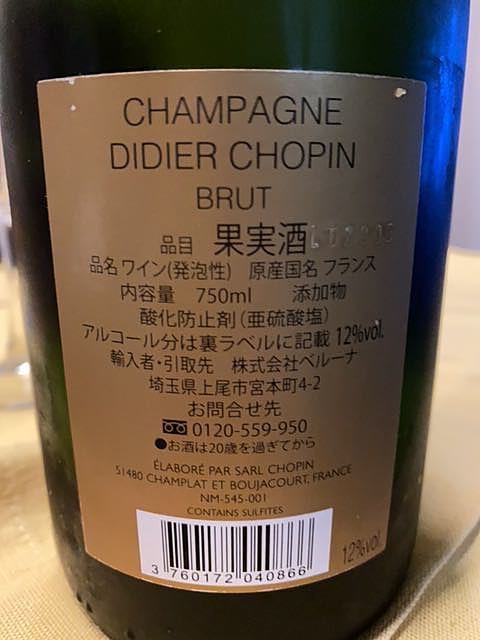 CHAMPAGNE
DIDIER CHOPIN
BRUT
品目 果実酒
品名 ワイン(発泡性) 原産国名 フランス
内容量 750ml 添加物
酸化防止剤(亜硫酸塩)
アルコール分は裏ラベルに記載 12%vol.
輸入者・引取先 株式会社ベルーナ
埼玉県上尾市宮本町4-2
お問合せ先
0120-559-950
●お酒は20歳を過ぎてから
ÉLABORÉ PAR SARL CHOPIN
51480 CHAMPLAT ET BOUJACOURT, FRANCE
NM-545-001
CONTAINS SULFITES
3 760172 040866
12%vol.